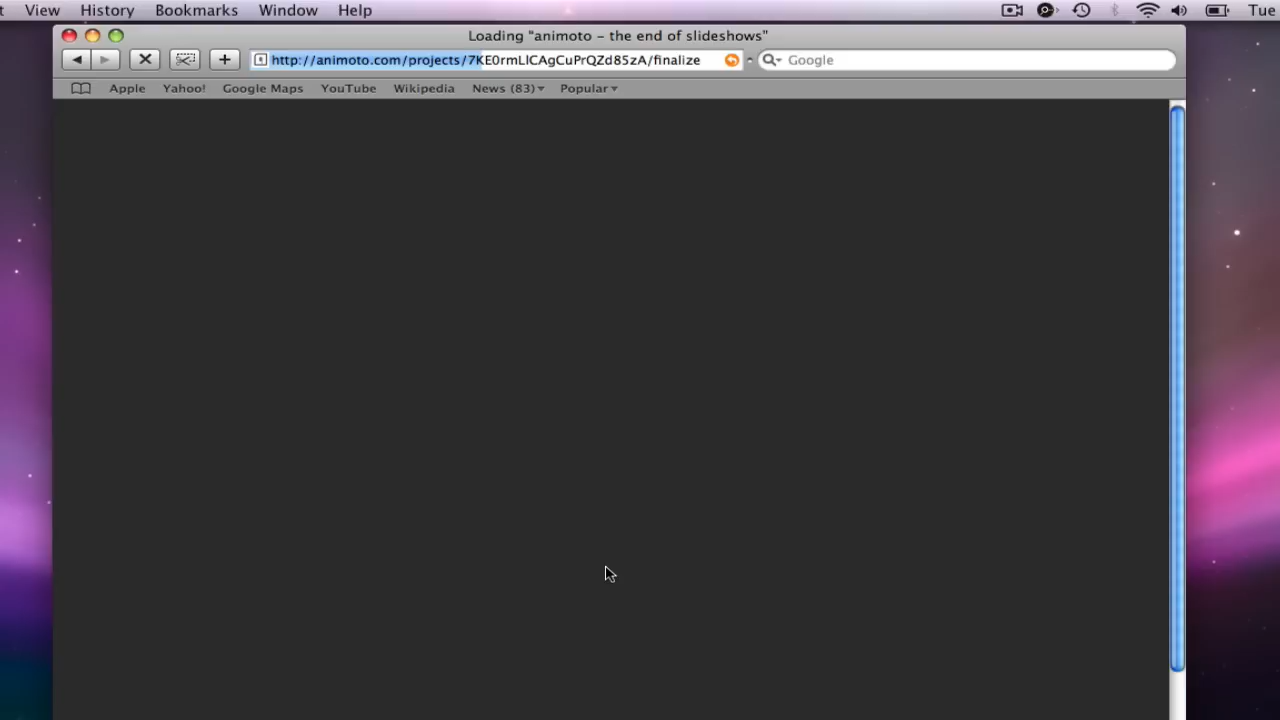 View History Bookmarks Window Help Tue
Loading "animoto – the end of slideshows"
http://animoto.com/projects/7KE0rmLlCAgCuPrQZd85zA/finalize Google
Apple Yahoo! Google Maps YouTube Wikipedia News (83) Popular